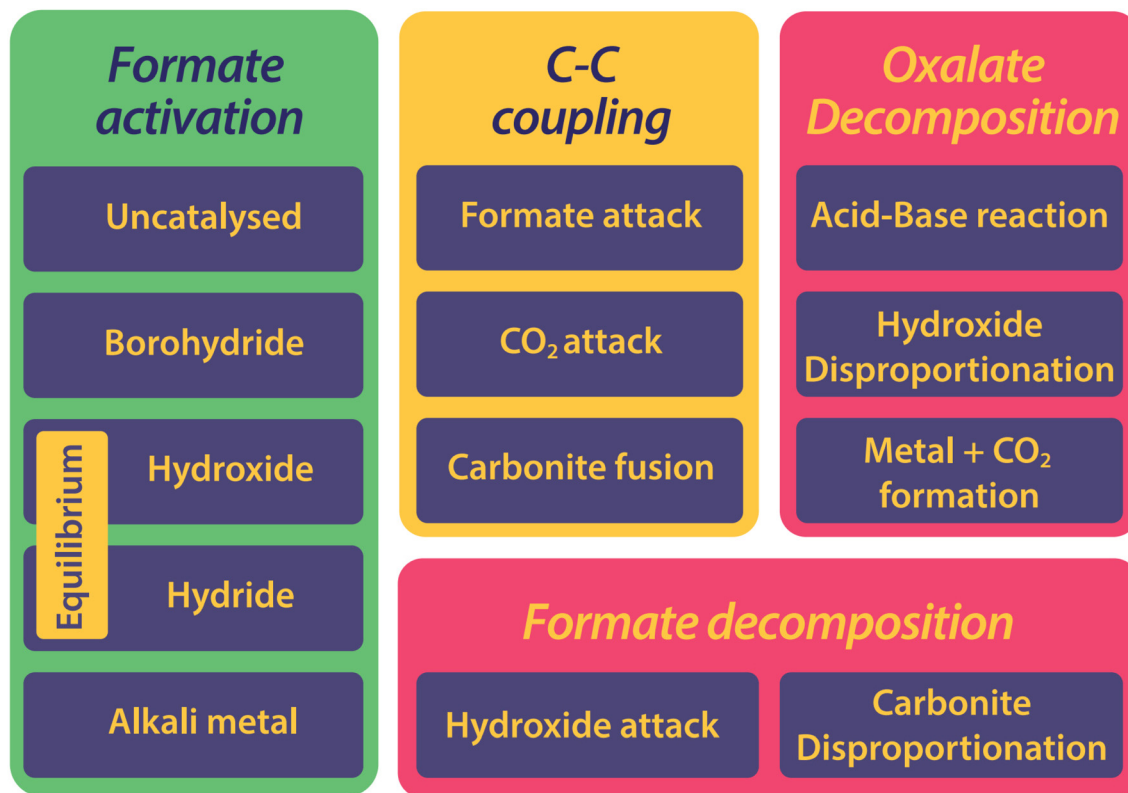 Formate
activation
Uncatalysed
Borohydride
Equilibrium
Hydroxide
Hydride
Alkali metal
C-C
coupling
Formate attack
CO₂ attack
Carbonite fusion
Oxalate
Decomposition
Acid-Base reaction
Hydroxide
Disproportionation
Metal + CO₂
formation
Formate decomposition
Hydroxide attack
Carbonite
Disproportionation